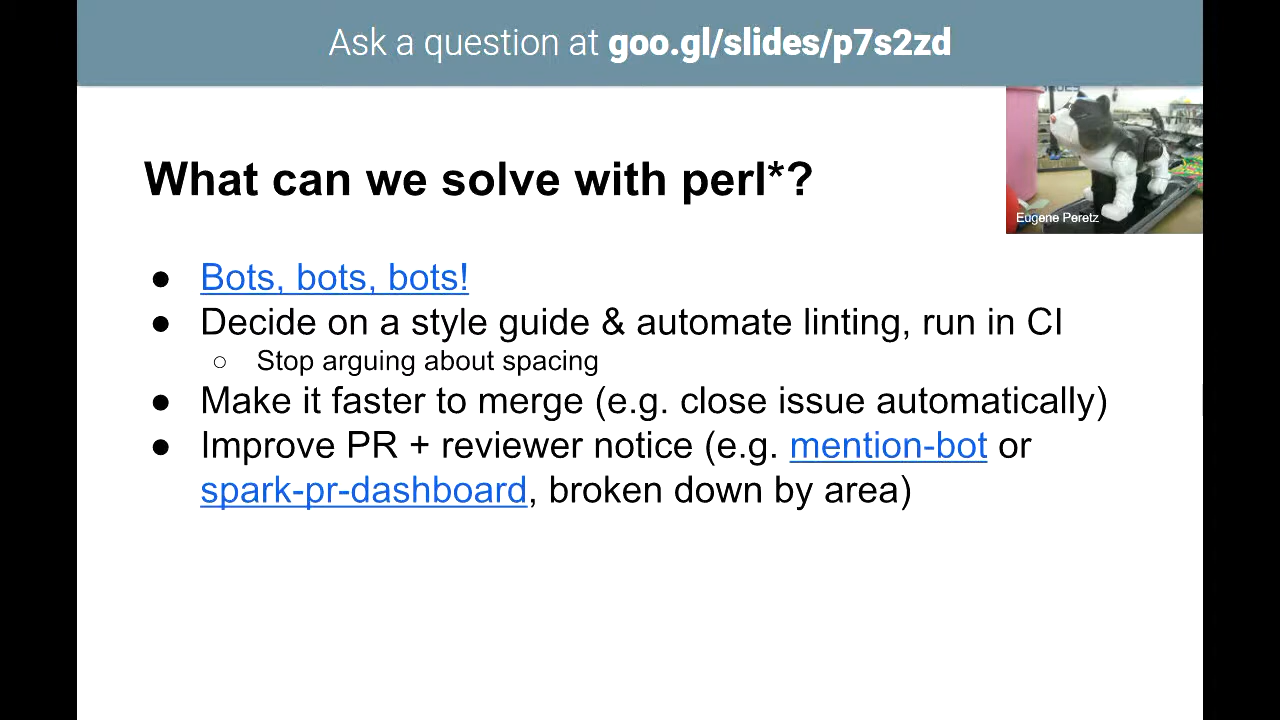 Ask a question at goo.gl/slides/p7s2zd
What can we solve with perl*?
Eugene Peretz
● Bots, bots, bots!
● Decide on a style guide & automate linting, run in CI
○ Stop arguing about spacing
● Make it faster to merge (e.g. close issue automatically)
● Improve PR + reviewer notice (e.g. mention-bot or
spark-pr-dashboard, broken down by area)